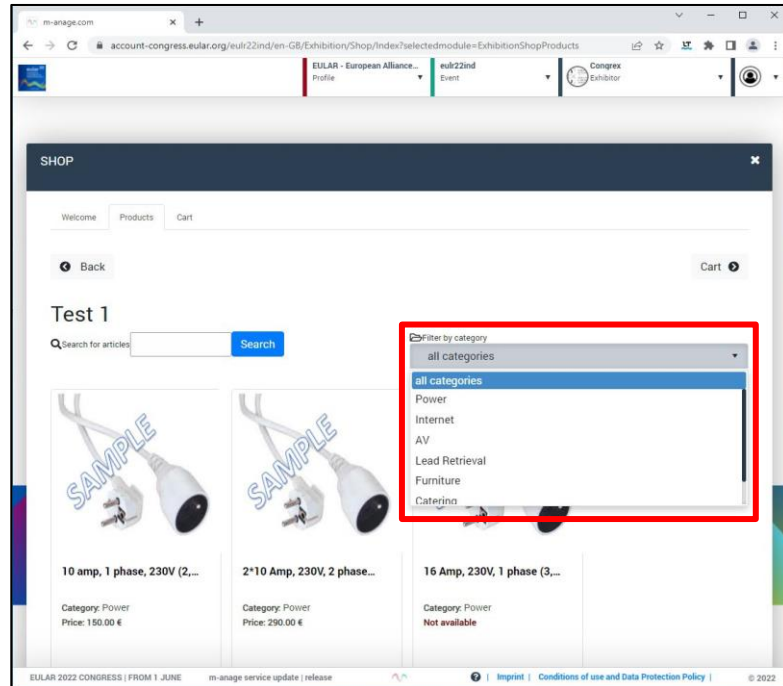 m-anage.com
account-congress.eular.org/eulr22ind/en-GB/Exhibition/Shop/Index?selectedmodule=ExhibitionShopProducts
EULAR - European Alliance...
Profile
eulr22ind
Event
Congrex
Exhibitor
SHOP
Welcome
Products
Cart
Back
Cart
Test 1
Search for articles
Search
Filter by category
all categories
all categories
Power
Internet
AV
Lead Retrieval
Furniture
Catering
SAMPLE
SAMPLE
10 amp, 1 phase, 230V (2,...
2*10 Amp, 230V, 2 phase...
16 Amp, 230V, 1 phase (3,...
Category: Power
Category: Power
Category: Power
Price: 150.00 €
Price: 290.00 €
Not available
EULAR 2022 CONGRESS | FROM 1 JUNE
m-anage service update | release
| Imprint | Conditions of use and Data Protection Policy |
© 2022